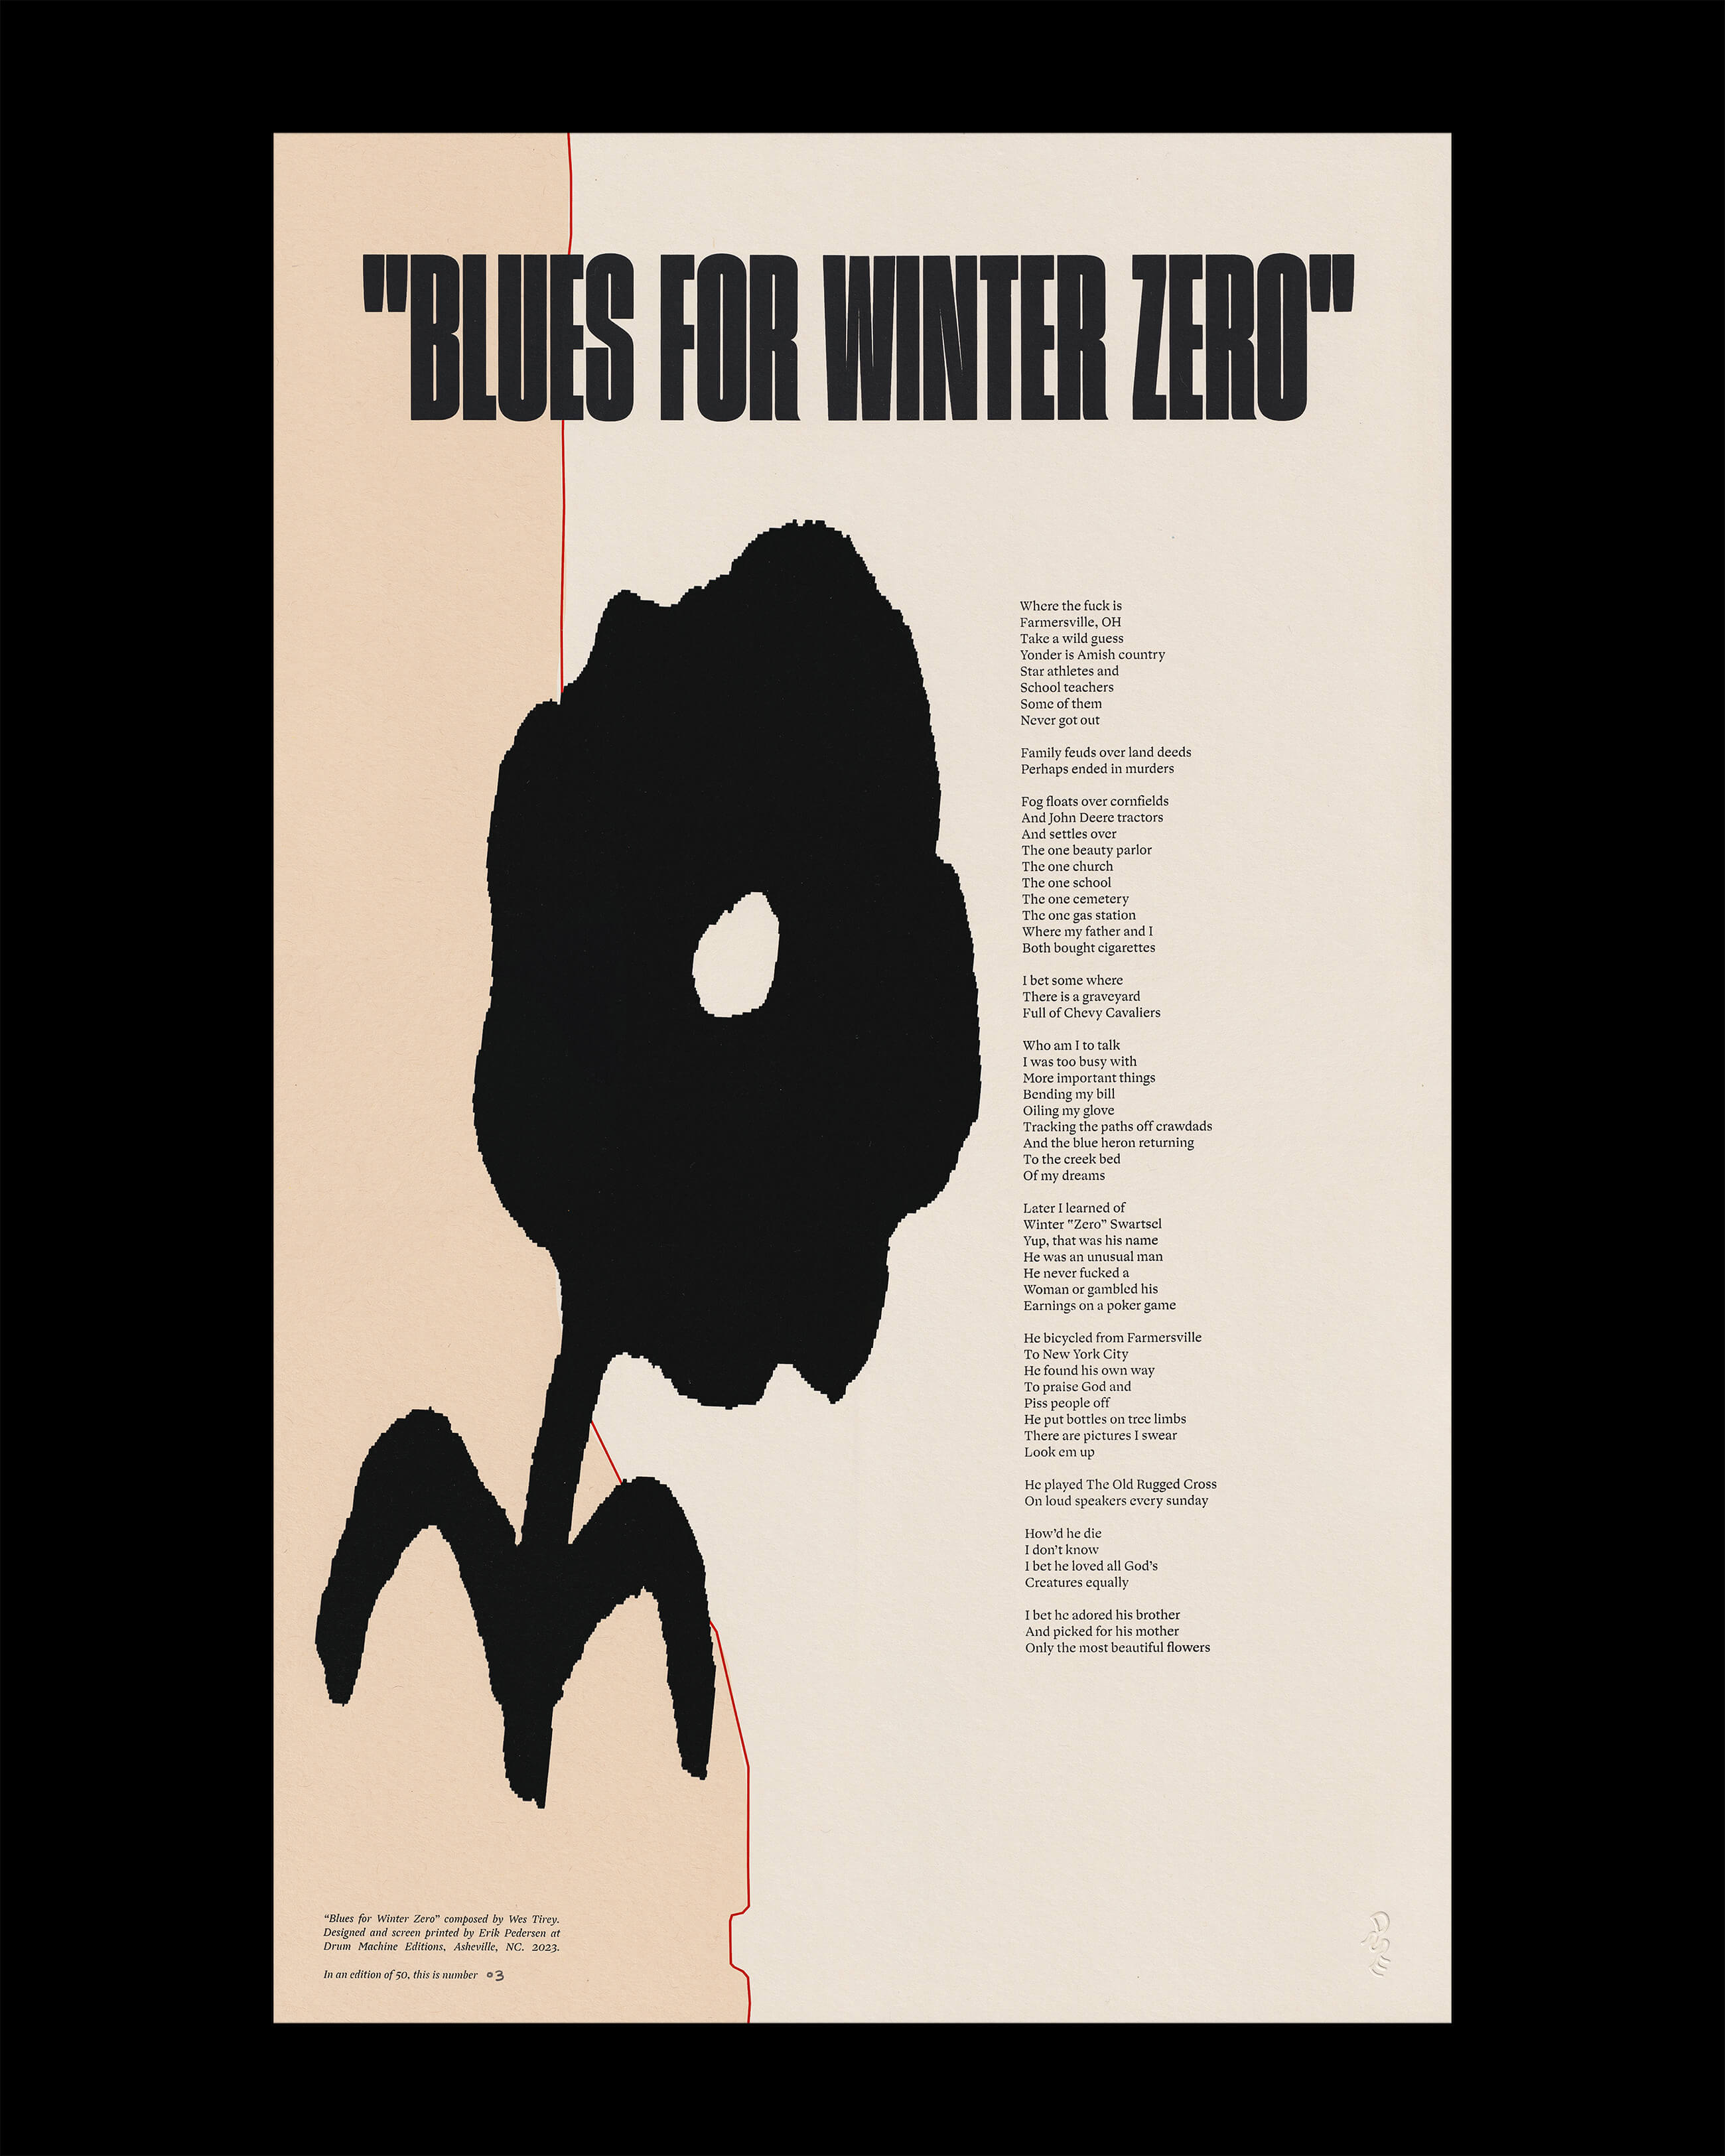 "BLUES FOR WINTER ZERO"
Where the fuck is
Farmersville, OH
Take a wild guess
Yonder is Amish country
Star athletes and
School teachers
Some of them
Never got out
Family feuds over land deeds
Perhaps ended in murders
Fog floats over cornfields
And John Deere tractors
And settles over
The one beauty parlor
The one church
The one school
The one cemetery
The one gas station
Where my father and I
Both bought cigarettes
I bet some where
There is a graveyard
Full of Chevy Cavaliers
Who am I to talk
I was too busy with
More important things
Bending my bill
Oiling my glove
Tracking the paths off crawdads
And the blue heron returning
To the creek bed
Of my dreams
Later I learned of
Winter "Zero" Swartsel
Yup, that was his name
He was an unusual man
He never fucked a
Woman or gambled his
Earnings on a poker game
He bicycled from Farmersville
To New York City
He found his own way
To praise God and
Piss people off
He put bottles on tree limbs
There are pictures I swear
Look em up
He played The Old Rugged Cross
On loud speakers every sunday
How'd he die
I don't know
I bet he loved all God's
Creatures equally
I bet he adored his brother
And picked for his mother
Only the most beautiful flowers
“Blues for Winter Zero” composed by Wes Tirey.
Designed and screen printed by Erik Pedersen at
Drum Machine Editions, Asheville, NC. 2023.
In an edition of 50, this is number 03